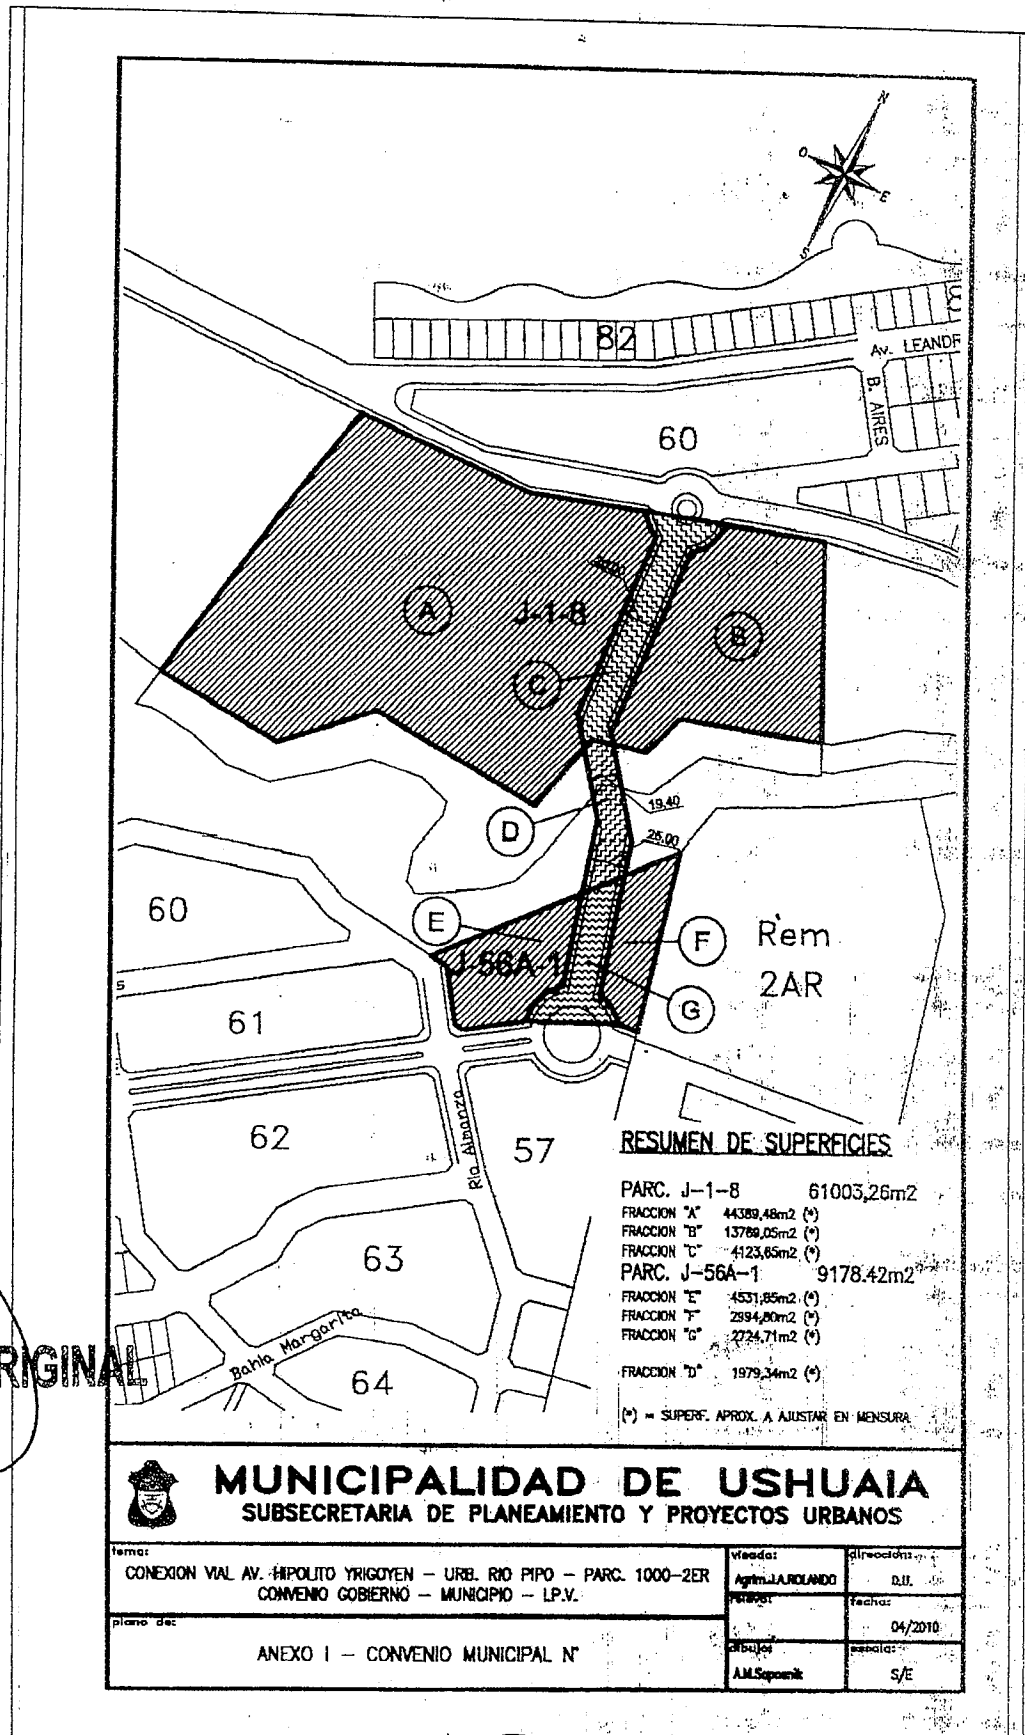 N
O
E
S
82
Av. LEANDR
B. AIRES
60
A
J-1-8
B
C
D
19.40
26.00
60
E
J-56A-1
F
Rem
2AR
G
S
61
62
Rio Almanza
57
63
Bahia Margarita
64
RIGINAL
RESUMEN DE SUPERFICIES
PARC. J-1-8 61003,26m2
FRACCION "A" 44389,48m2 (*)
FRACCION "B" 13769,05m2 (*)
FRACCION "C" 4123,65m2 (*)
PARC. J-56A-1 9178.42m2
FRACCION "E" 4531,85m2 (*)
FRACCION "F" 2994,80m2 (*)
FRACCION "G" 2724,71m2 (*)
FRACCION "D" 1979,34m2 (*)
(*) = SUPERF. APROX. A AJUSTAR EN MENSURA
MUNICIPALIDAD DE USHUAIA
SUBSECRETARIA DE PLANEAMIENTO Y PROYECTOS URBANOS
tema:
CONEXION VIAL AV. HIPOLITO YRIGOYEN - URB. RIO PIPO - PARC. 1000-2ER
CONVENIO GOBIERNO - MUNICIPIO - I.P.V.
visado:
Agrim. J.A. ROLANDO
dirección:
D.U.
fecha:
04/2010
plano de:
ANEXO I - CONVENIO MUNICIPAL N°
dibujo:
A.M. Saposnik
escala:
S/E